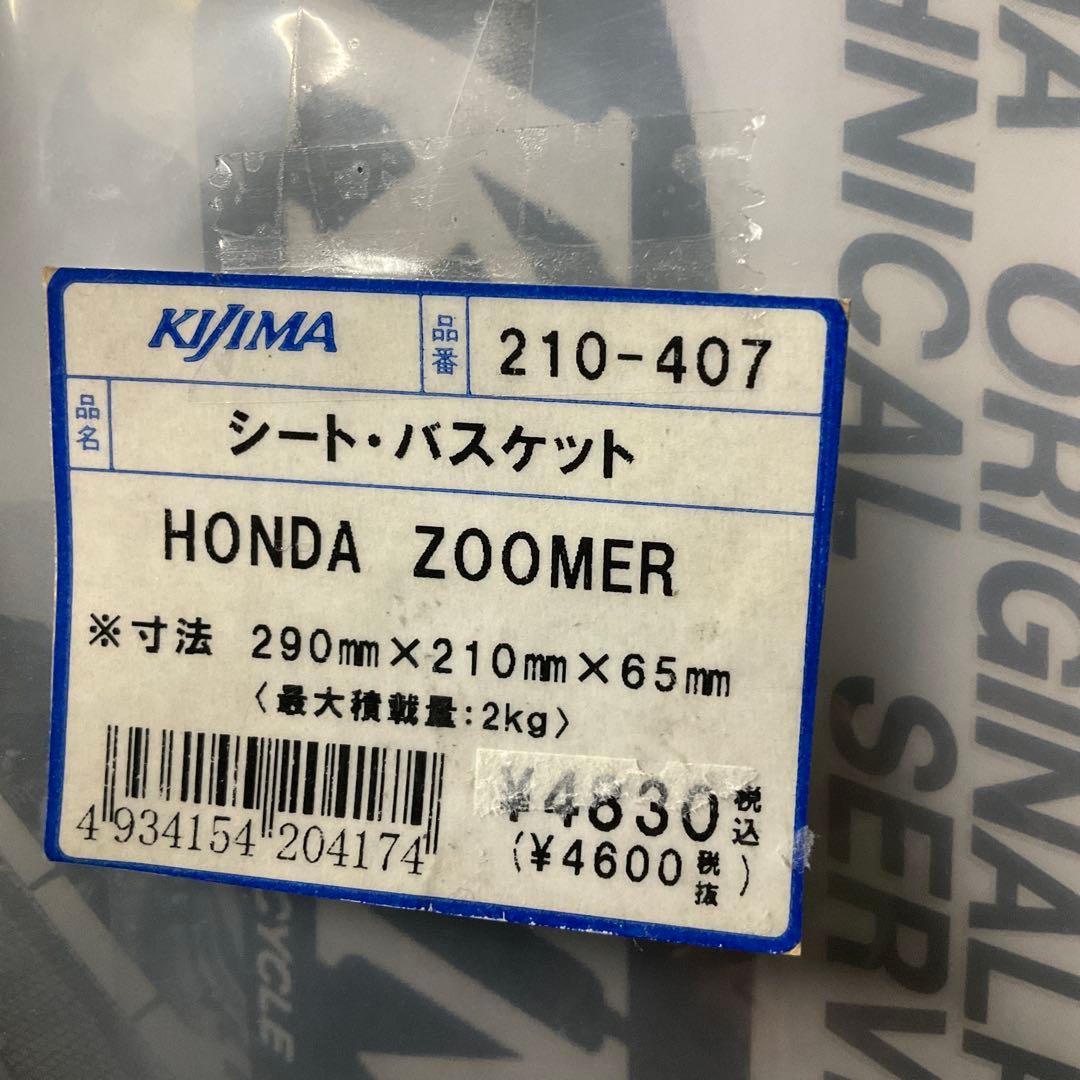 KIJIMA
品番
210-407
品名
シート・バスケット
HONDA ZOOMER
※寸法 290mm×210mm×65mm
〈最大積載量:2kg〉
4 934154 204174
¥4830 税込
(¥4600 税抜)
HNICAL SERV
ORIGINAL
CYCLE